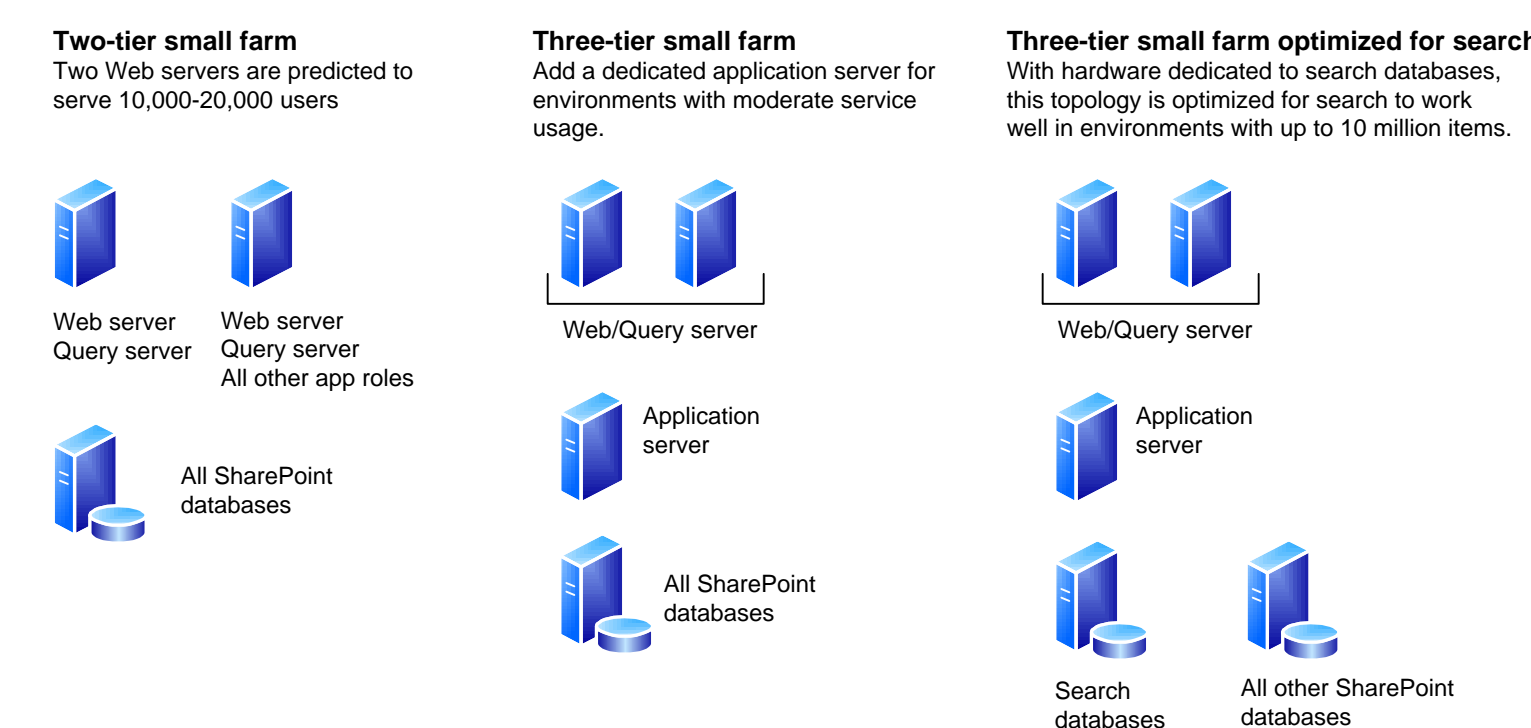 Two-tier small farm
Two Web servers are predicted to
serve 10,000-20,000 users
Web server
Query server
Web server
Query server
All other app roles
All SharePoint
databases
Three-tier small farm
Add a dedicated application server for
environments with moderate service
usage.
Web/Query server
Application
server
All SharePoint
databases
Three-tier small farm optimized for search
With hardware dedicated to search databases,
this topology is optimized for search to work
well in environments with up to 10 million items.
Web/Query server
Application
server
Search
databases
All other SharePoint
databases